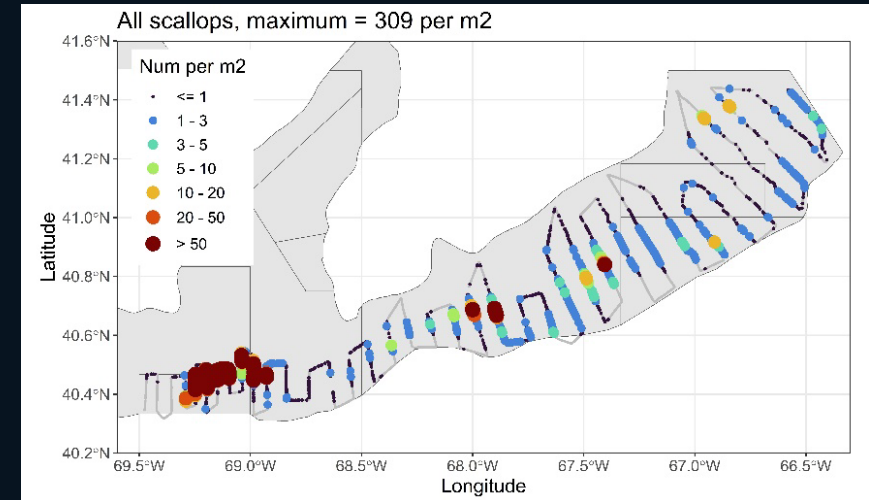 All scallops, maximum = 309 per m2
41.6°N
41.4°N
41.2°N
41.0°N
40.8°N
40.6°N
40.4°N
40.2°N
Latitude
Num per m2
<= 1
1 - 3
3 - 5
5 - 10
10 - 20
20 - 50
> 50
69.5°W 69.0°W 68.5°W 68.0°W 67.5°W 67.0°W 66.5°W
Longitude